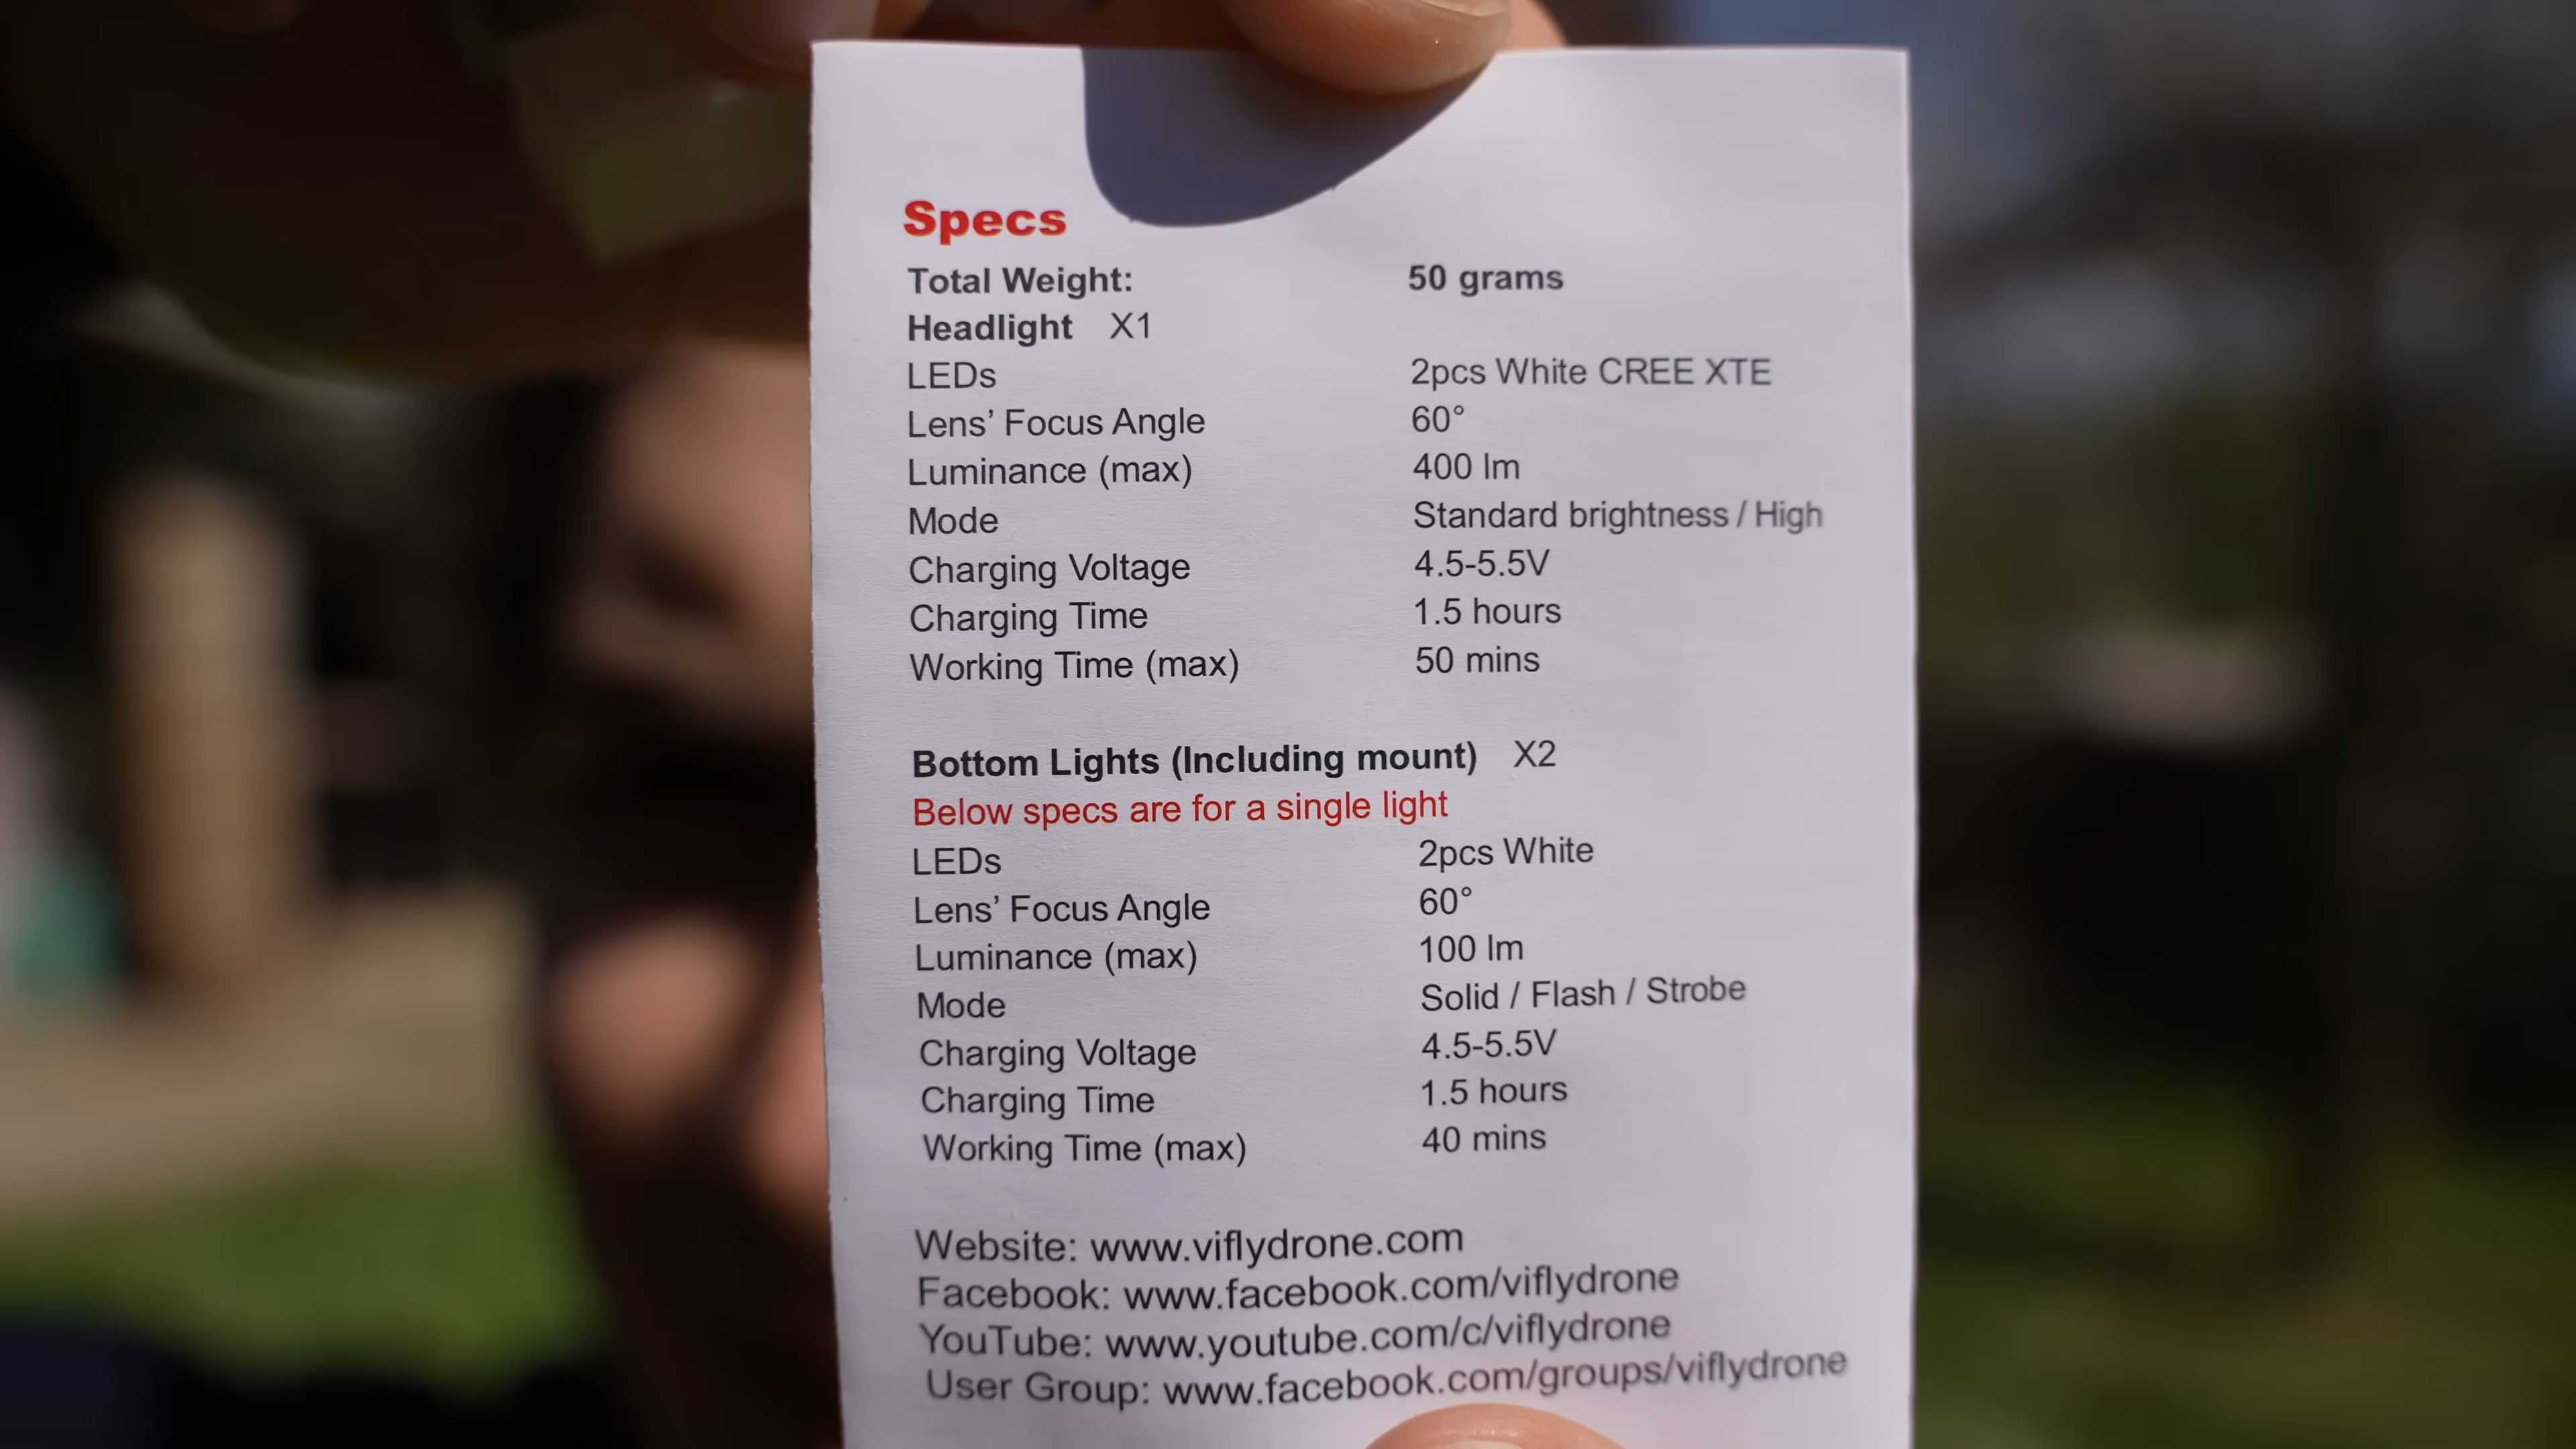 Specs
Total Weight: 50 grams
Headlight X1
LEDs 2pcs White CREE XTE
Lens’ Focus Angle 60°
Luminance (max) 400 lm
Mode Standard brightness / High
Charging Voltage 4.5-5.5V
Charging Time 1.5 hours
Working Time (max) 50 mins
Bottom Lights (Including mount) X2
Below specs are for a single light
LEDs 2pcs White
Lens’ Focus Angle 60°
Luminance (max) 100 lm
Mode Solid / Flash / Strobe
Charging Voltage 4.5-5.5V
Charging Time 1.5 hours
Working Time (max) 40 mins
Website: www.viflydrone.com
Facebook: www.facebook.com/viflydrone
YouTube: www.youtube.com/c/viflydrone
User Group: www.facebook.com/groups/viflydrone